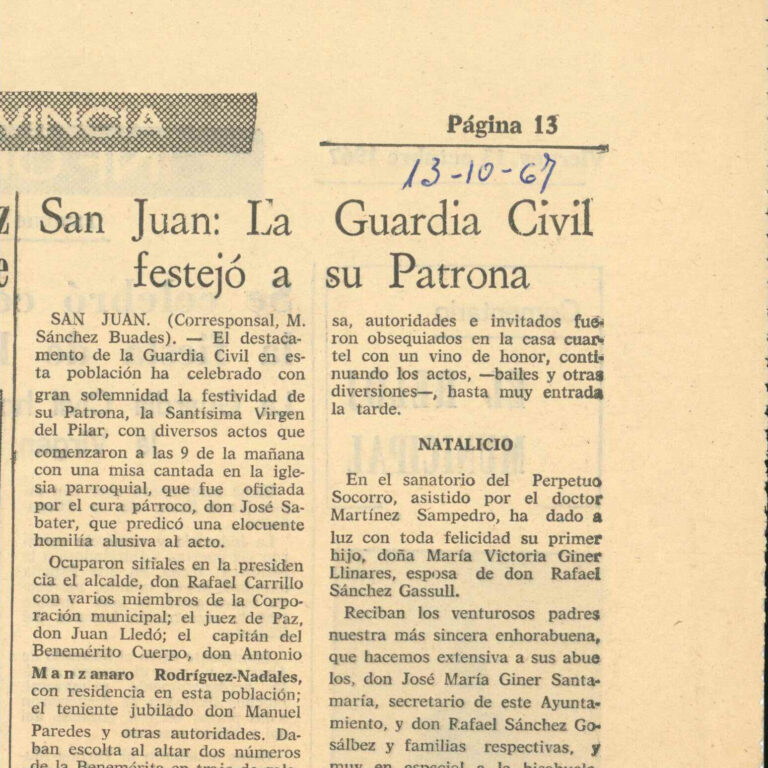 VINCIA
Página 13
13-10-67
San Juan: La Guardia Civil
festejó a su Patrona
SAN JUAN. (Corresponsal, M.
Sánchez Buades). — El destaca-
mento de la Guardia Civil en es-
ta población ha celebrado con
gran solemnidad la festividad de
su Patrona, la Santísima Virgen
del Pilar, con diversos actos que
comenzaron a las 9 de la mañana
con una misa cantada en la igle-
sia parroquial, que fue oficiada
por el cura párroco, don José Sa-
bater, que predicó una elocuente
homilía alusiva al acto.
Ocuparon sitiales en la presiden
cia el alcalde, don Rafael Carrillo
con varios miembros de la Corpo-
ración municipal; el juez de Paz,
don Juan Lledó; el capitán del
Benemérito Cuerpo, don Antonio
Manzanaro Rodríguez-Nadales,
con residencia en esta población;
el teniente jubilado don Manuel
Paredes y otras autoridades. Da-
ban escolta al altar dos números
de la Benemérita en traje de
sa, autoridades e invitados fue-
ron obsequiados en la casa cuar-
tel con un vino de honor, conti-
nuando los actos, —bailes y otras
diversiones—, hasta muy entrada
la tarde.
NATALICIO
En el sanatorio del Perpetuo
Socorro, asistido por el doctor
Martínez Sampedro, ha dado a
luz con toda felicidad su primer
hijo, doña María Victoria Giner
Llinares, esposa de don Rafael
Sánchez Gassull.
Reciban los venturosos padres
nuestra más sincera enhorabuena,
que hacemos extensiva a sus abue
los, don José María Giner Santa-
maría, secretario de este Ayunta-
miento, y don Rafael Sánchez Go-
sálbez y familias respectivas, y
muy en especial a la bisabuela